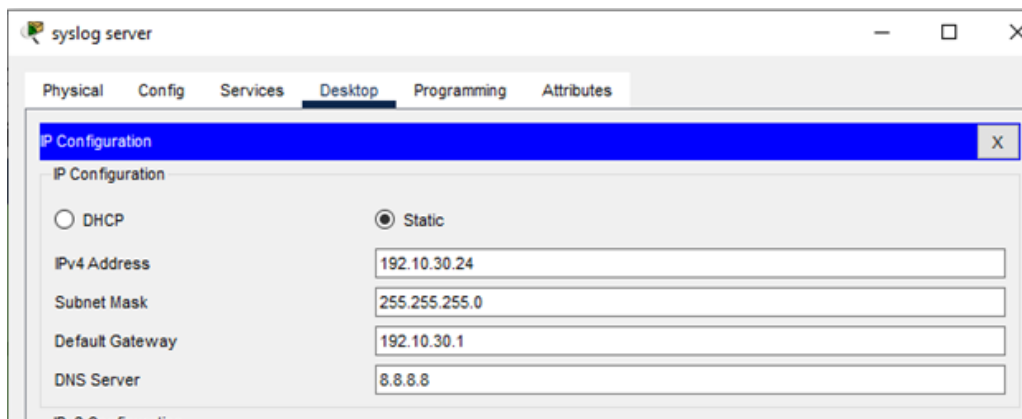 syslog server
Physical Config Services Desktop Programming Attributes
IP Configuration X
IP Configuration
DHCP Static
IPv4 Address 192.10.30.24
Subnet Mask 255.255.255.0
Default Gateway 192.10.30.1
DNS Server 8.8.8.8